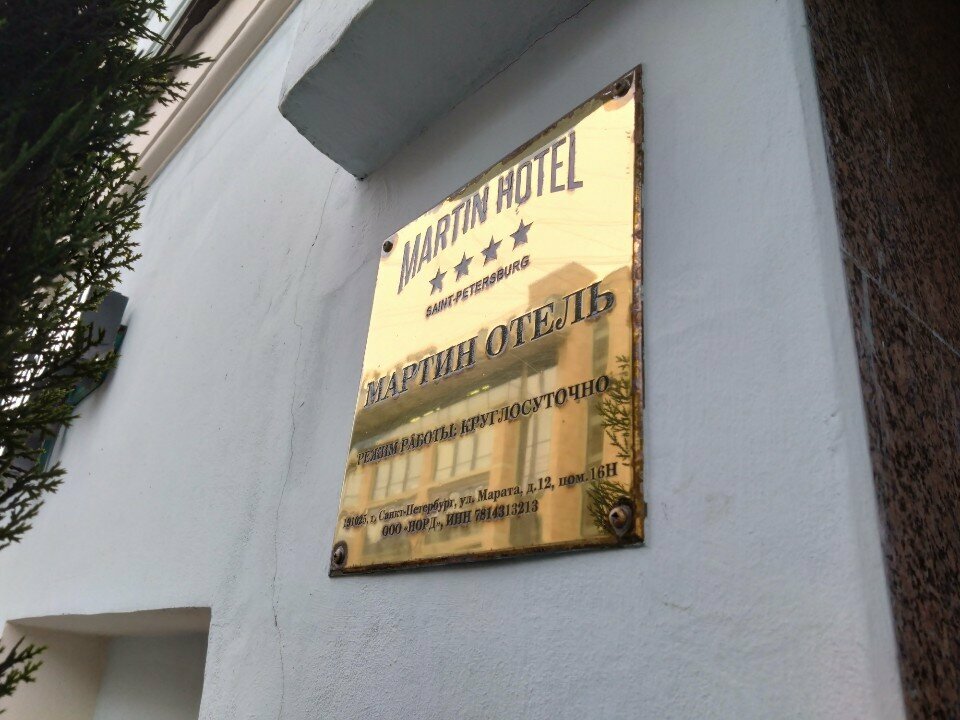 MARTIN HOTEL
★★★★
SAINT-PETERSBURG
МАРТИН ОТЕЛЬ
РЕЖИМ РАБОТЫ: КРУГЛОСУТОЧНО
191025, г. Санкт-Петербург, ул. Марата, д.12, пом.16Н
ООО «НОРД», ИНН 7814313213